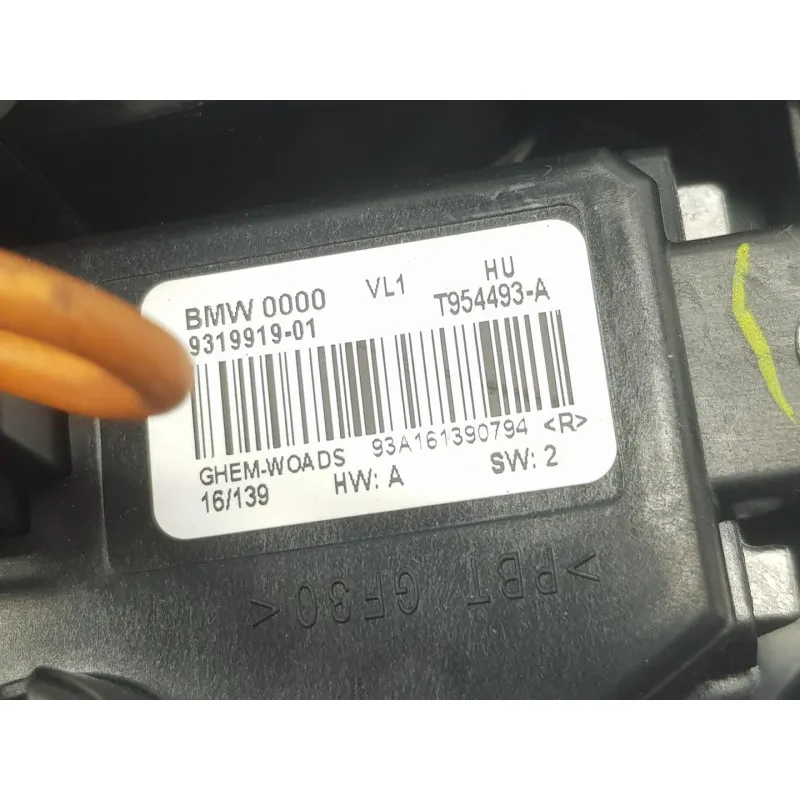 BMW 0000 VL1 HU
9319919-01 T954493-A
93A161390794 <R>
GHEM-WOADS
16/139 HW: A SW: 2
>PBT GF30<